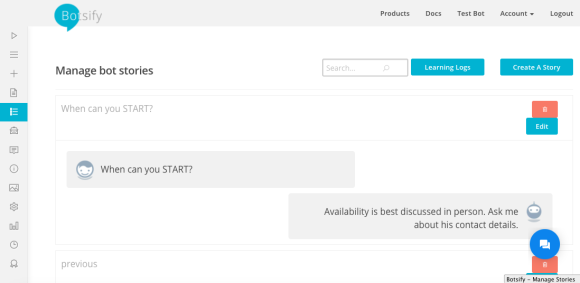 Botsify
Products Docs Test Bot Account Logout
Manage bot stories
Search...
Learning Logs
Create A Story
When can you START?
Edit
When can you START?
Availability is best discussed in person. Ask me
about his contact details.
previous
Botsify – Manage Stories